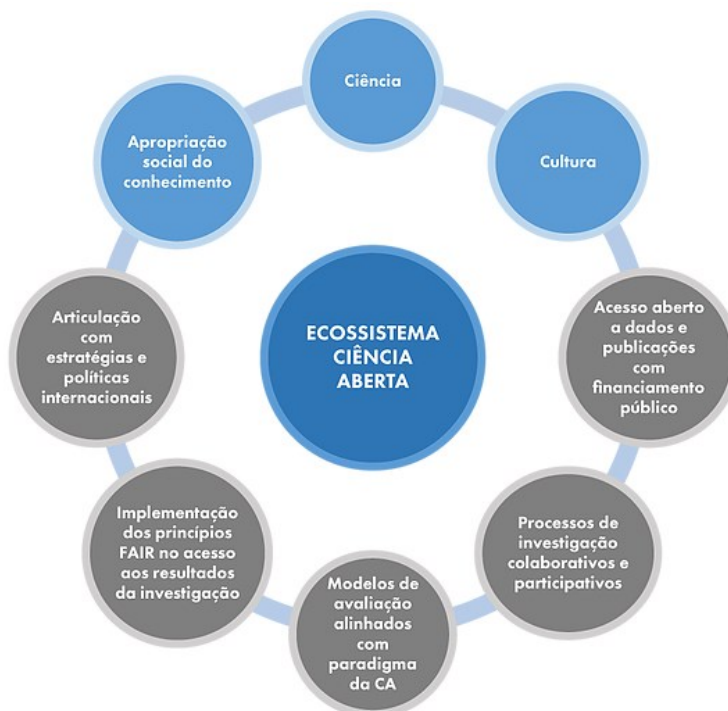 Ciência
Apropriação
social do
conhecimento
Cultura
Articulação
com
estratégias e
políticas
internacionais
ECOSSISTEMA
CIÊNCIA
ABERTA
Acesso aberto
a dados e
publicações
com
financiamento
público
Implementação
dos princípios
FAIR no acesso
aos resultados
da investigação
Processos de
investigação
colaborativos e
participativos
Modelos de
avaliação
alinhados
com
paradigma
da CA